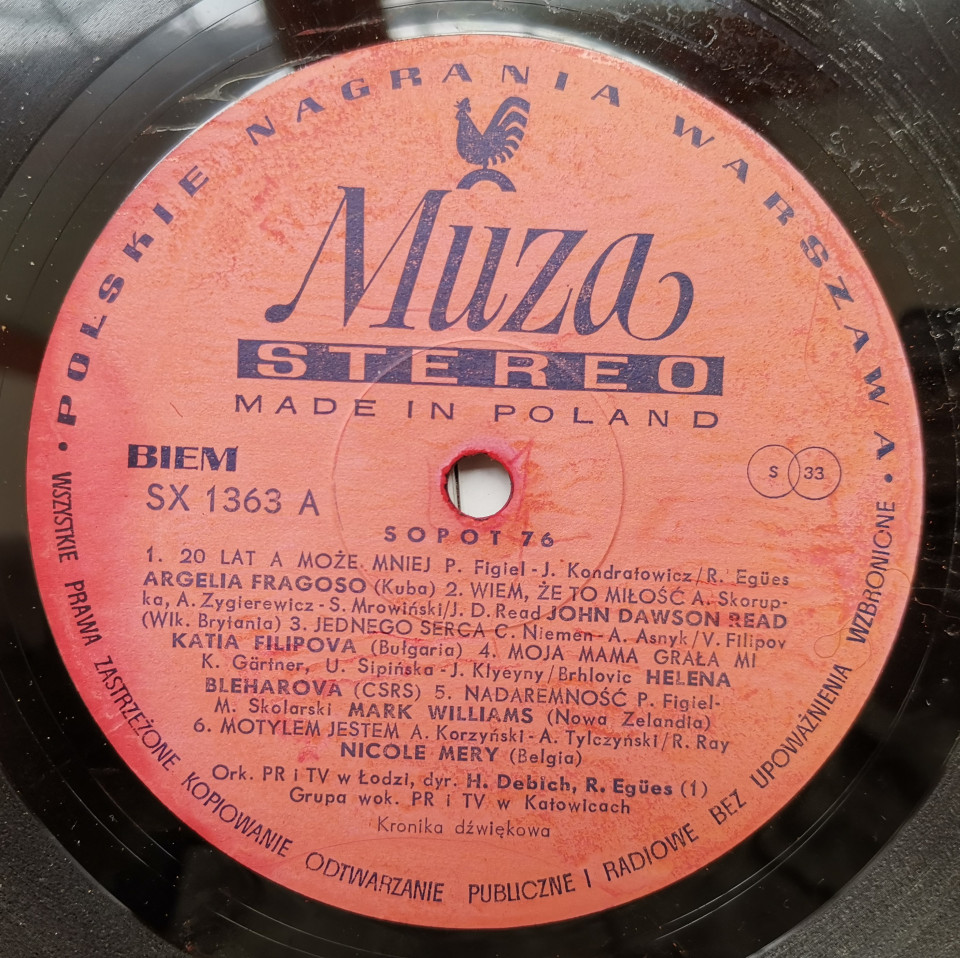 • POLSKIE NAGRANIA WARSZAWA •
Muza
STEREO
MADE IN POLAND
BIEM
SX 1363 A
S 33
SOPOT 76
1. 20 LAT A MOŻE MNIEJ P. Figiel-J. Kondratowicz/R. Egües
ARGELIA FRAGOSO (Kuba) 2. WIEM, ŻE TO MIŁOŚĆ A. Skorup-
ka, A. Zygierewicz-S. Mrowiński/J. D. Read JOHN DAWSON READ
(Wlk. Brytania) 3. JEDNEGO SERCA C. Niemen-A. Asnyk/V. Filipov
KATIA FILIPOVA (Bułgaria) 4. MOJA MAMA GRAŁA MI
K. Gärtner, U. Sipińska-J. Klyeyny/Brhlovic HELENA
BLEHAROVA (CSRS) 5. NADAREMNOŚĆ P. Figiel-
M. Skolarski MARK WILLIAMS (Nowa Zelandia)
6. MOTYLEM JESTEM A. Korzyński-A. Tylczyński/R. Ray
NICOLE MERY (Belgia)
Ork. PR i TV w Łodzi, dyr. H. Debich, R. Egües (1)
Grupa wok. PR i TV w Katowicach
Kronika dźwiękowa
WSZYSTKIE PRAWA ZASTRZEŻONE KOPIOWANIE ODTWARZANIE PUBLICZNE I RADIOWE BEZ UPOWAŻNIENIA WZBRONIONE